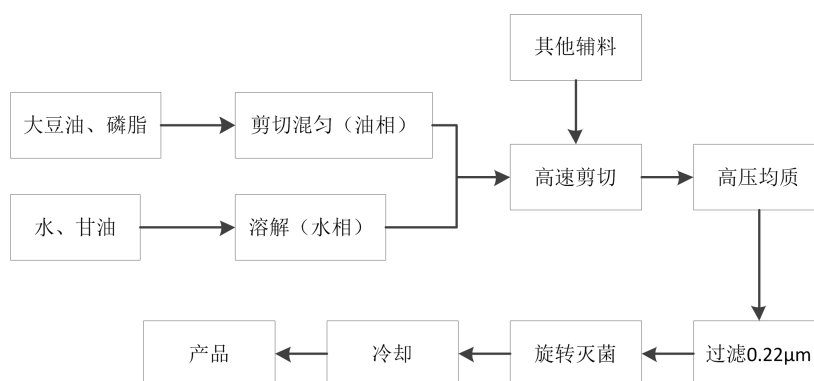 其他辅料
大豆油、磷脂
剪切混匀（油相）
高速剪切
高压均质
水、甘油
溶解（水相）
产品
冷却
旋转灭菌
过滤0.22μm